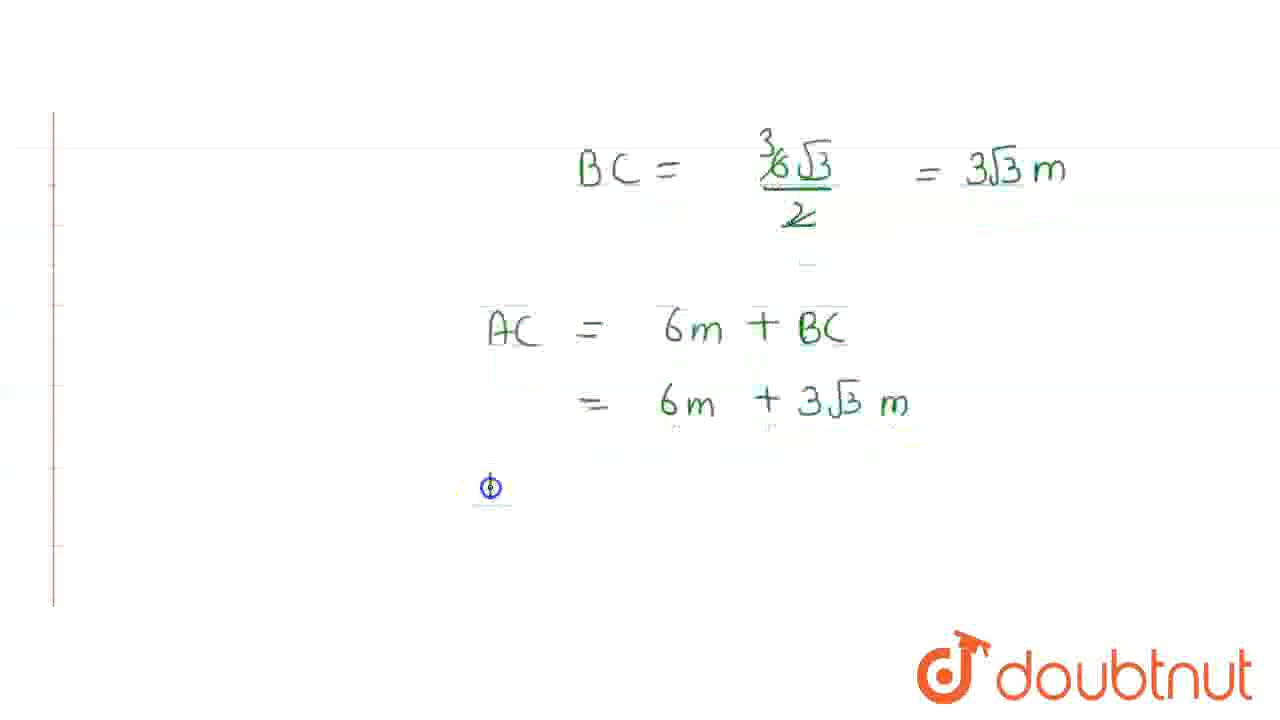 BC = 3 6√3 / 2 = 3√3 m
AC = 6m + BC
= 6m + 3√3 m
doubtnut